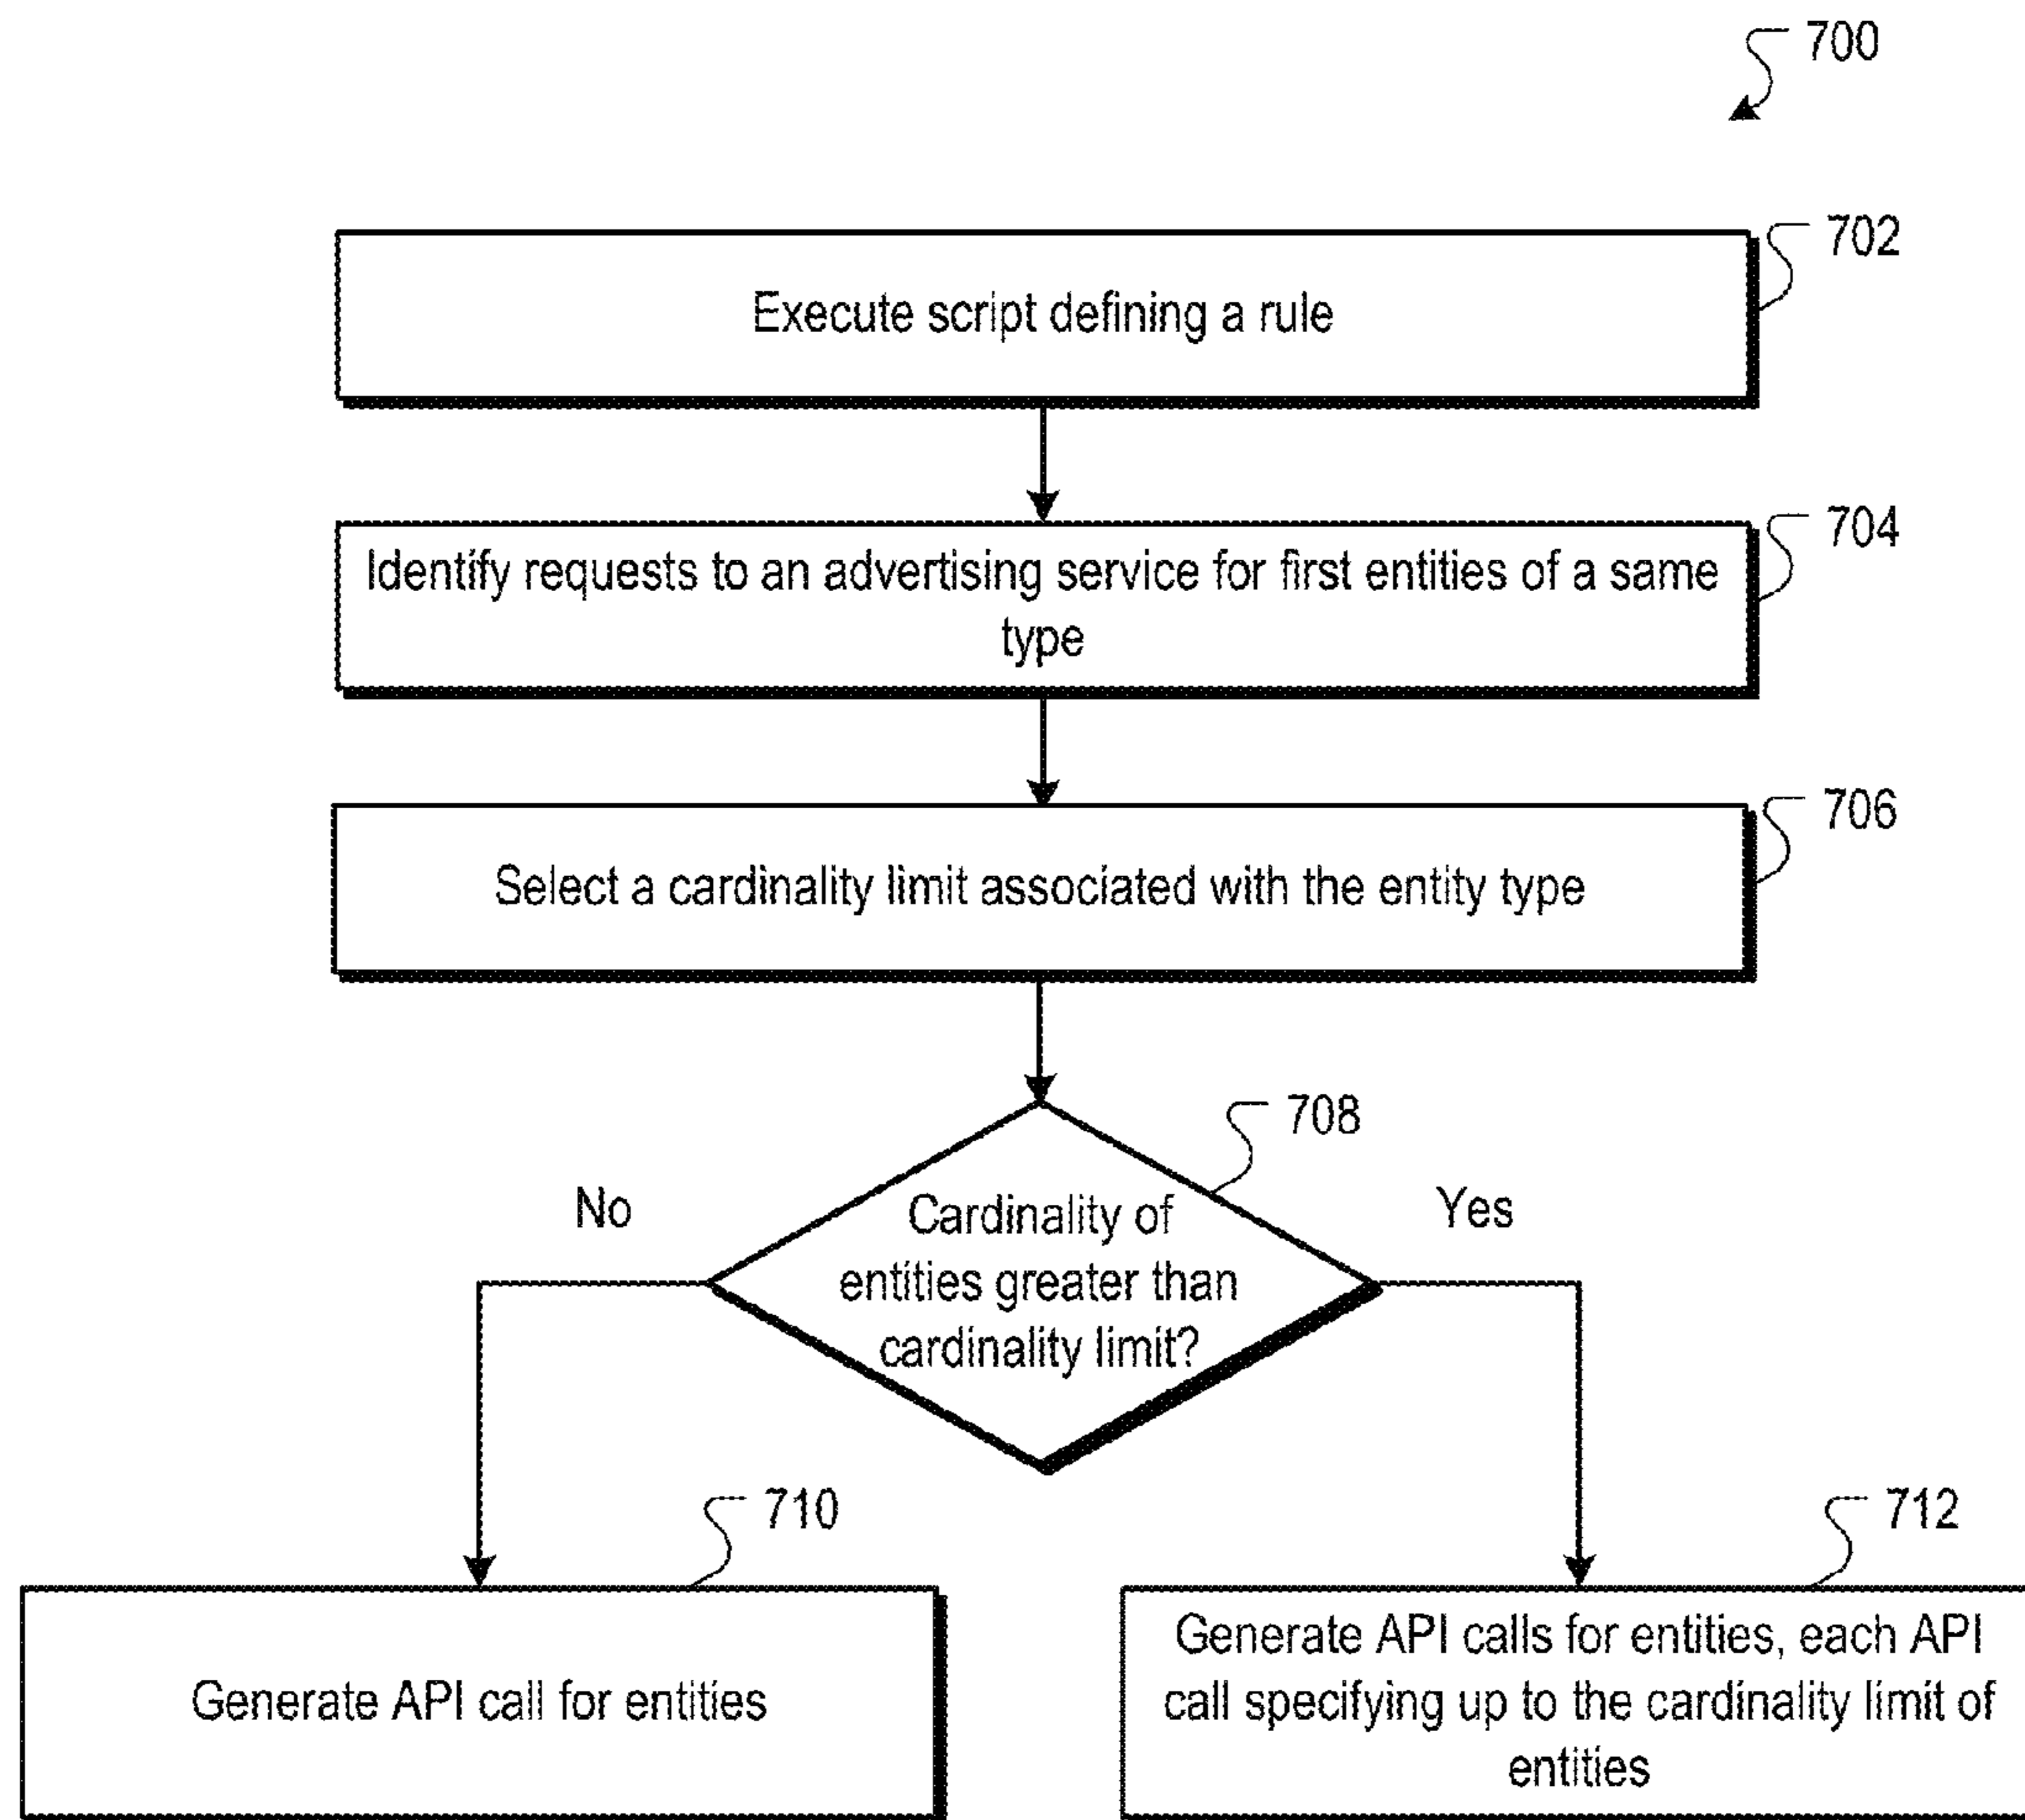 700
702
Execute script defining a rule
704
Identify requests to an advertising service for first entities of a same
type
706
Select a cardinality limit associated with the entity type
708
No
Yes
Cardinality of
entities greater than
cardinality limit?
710
712
Generate API call for entities
Generate API calls for entities, each API
call specifying up to the cardinality limit of
entities